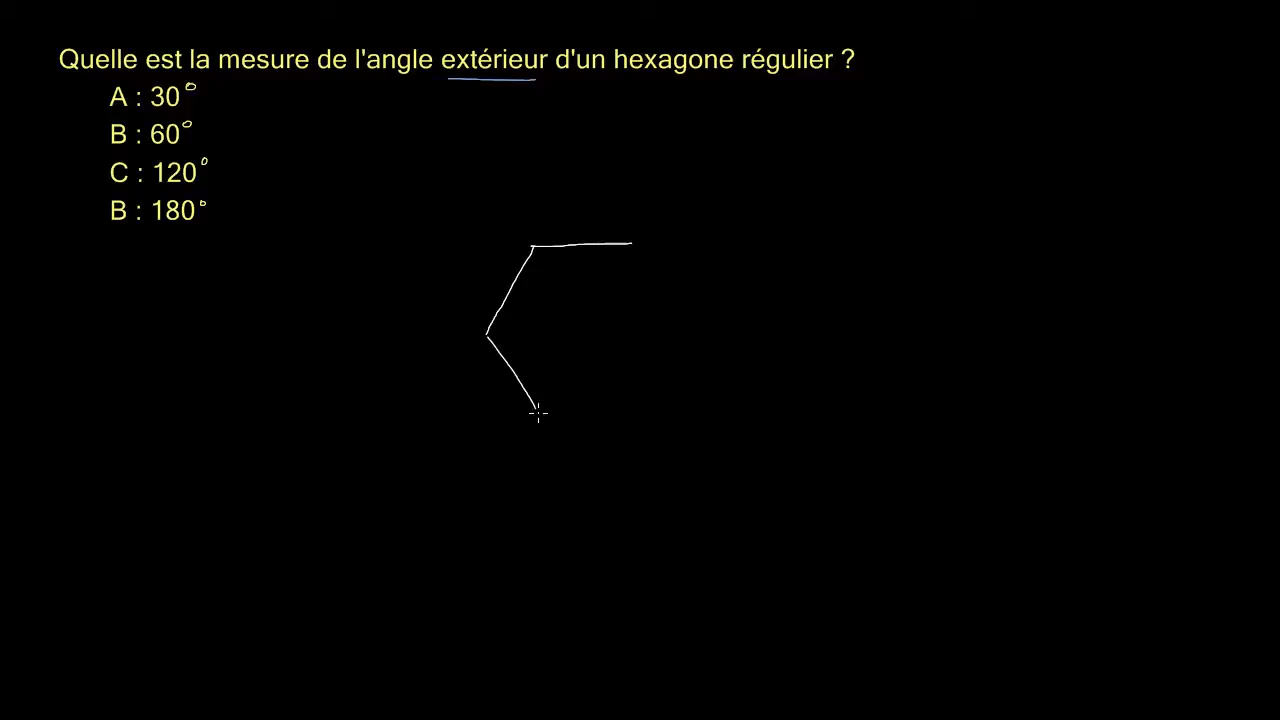 Quelle est la mesure de l'angle extérieur d'un hexagone régulier ?
A : 30°
B : 60°
C : 120°
B : 180°